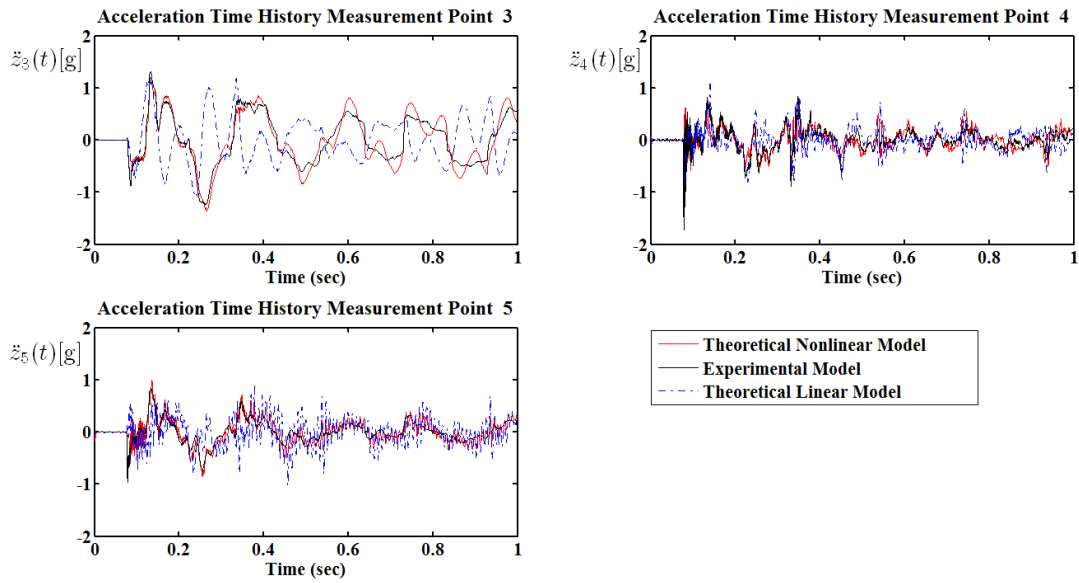 Acceleration Time History Measurement Point 3
z̈₃(t)[g]
2
1
0
-1
-2
0 0.2 0.4 0.6 0.8 1
Time (sec)
Acceleration Time History Measurement Point 4
z̈₄(t)[g]
2
1
0
-1
-2
0 0.2 0.4 0.6 0.8 1
Time (sec)
Acceleration Time History Measurement Point 5
z̈₅(t)[g]
2
1
0
-1
-2
0 0.2 0.4 0.6 0.8 1
Time (sec)
Theoretical Nonlinear Model
Experimental Model
Theoretical Linear Model